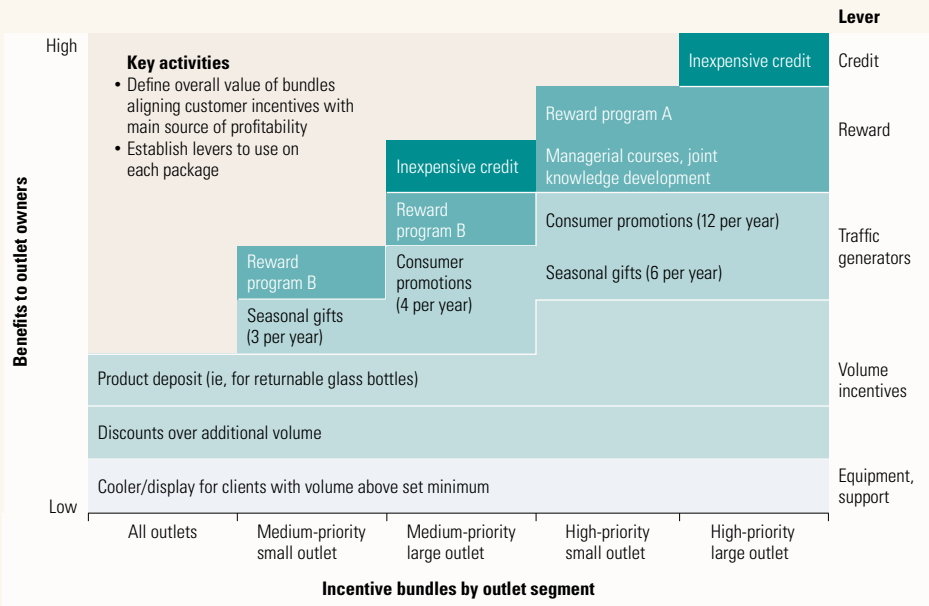 Lever
High
Key activities
• Define overall value of bundles
aligning customer incentives with
main source of profitability
• Establish levers to use on
each package
Inexpensive credit
Credit
Reward program A
Reward
Managerial courses, joint
knowledge development
Inexpensive credit
Reward
program B
Consumer promotions (12 per year)
Traffic
generators
Seasonal gifts (6 per year)
Reward
program B
Consumer
promotions
(4 per year)
Seasonal gifts
(3 per year)
Benefits to outlet owners
Product deposit (ie, for returnable glass bottles)
Volume
incentives
Discounts over additional volume
Cooler/display for clients with volume above set minimum
Equipment,
support
Low
All outlets
Medium-priority
small outlet
Medium-priority
large outlet
High-priority
small outlet
High-priority
large outlet
Incentive bundles by outlet segment